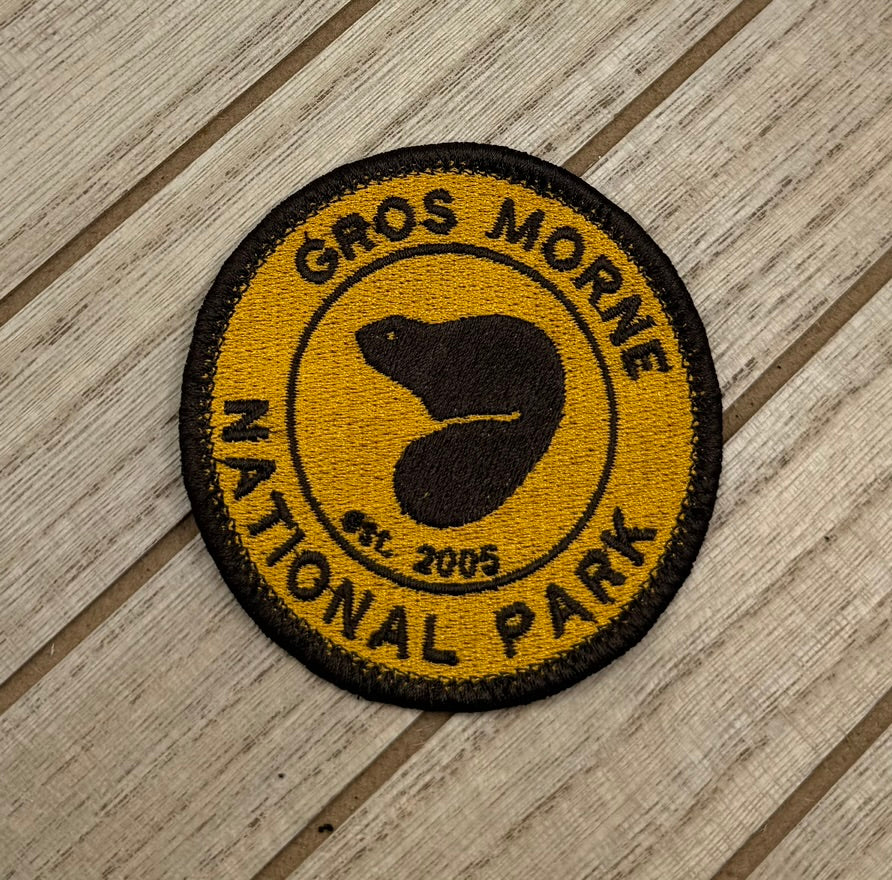 GROS MORNE
NATIONAL PARK
est. 2005